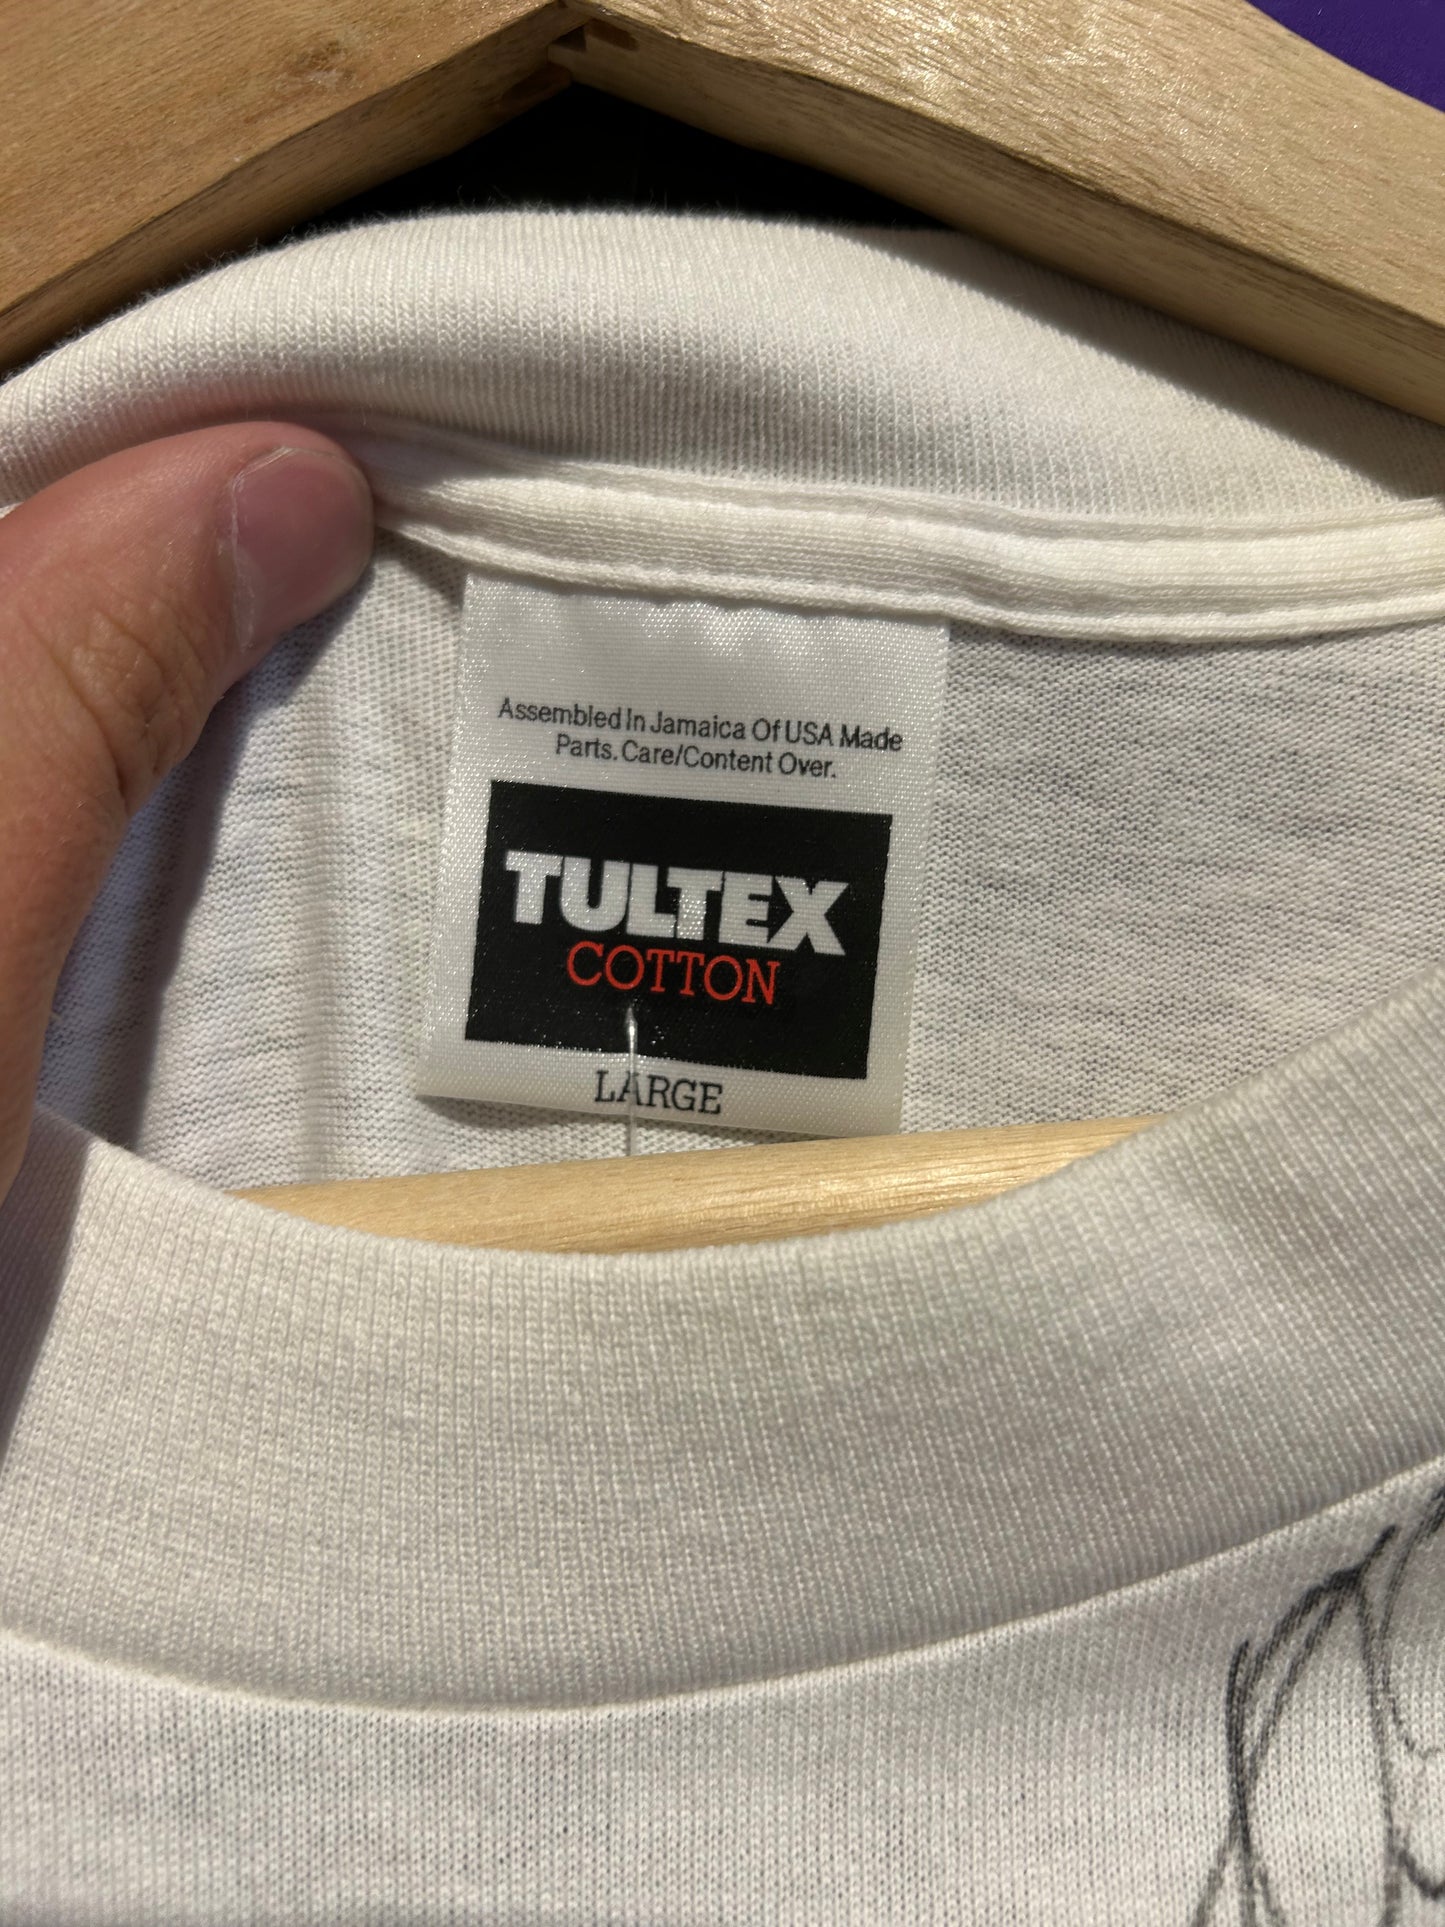 Assembled In Jamaica Of USA Made
Parts. Care/Content Over.
TULTEX
COTTON
LARGE